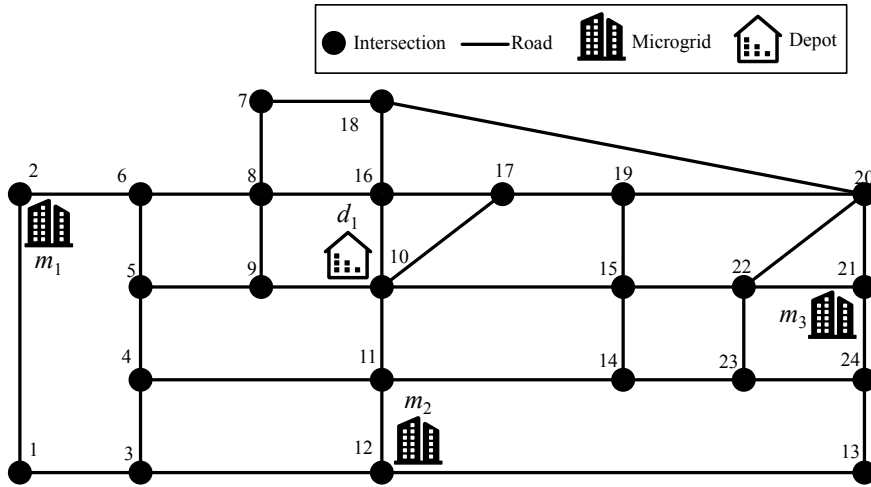 Intersection Road Microgrid Depot
7
18
2 6 8 16 17 19 20
d₁
m₁
5 9 10 15 22 21
m₃
4 11 14 23 24
m₂
1 3 12 13